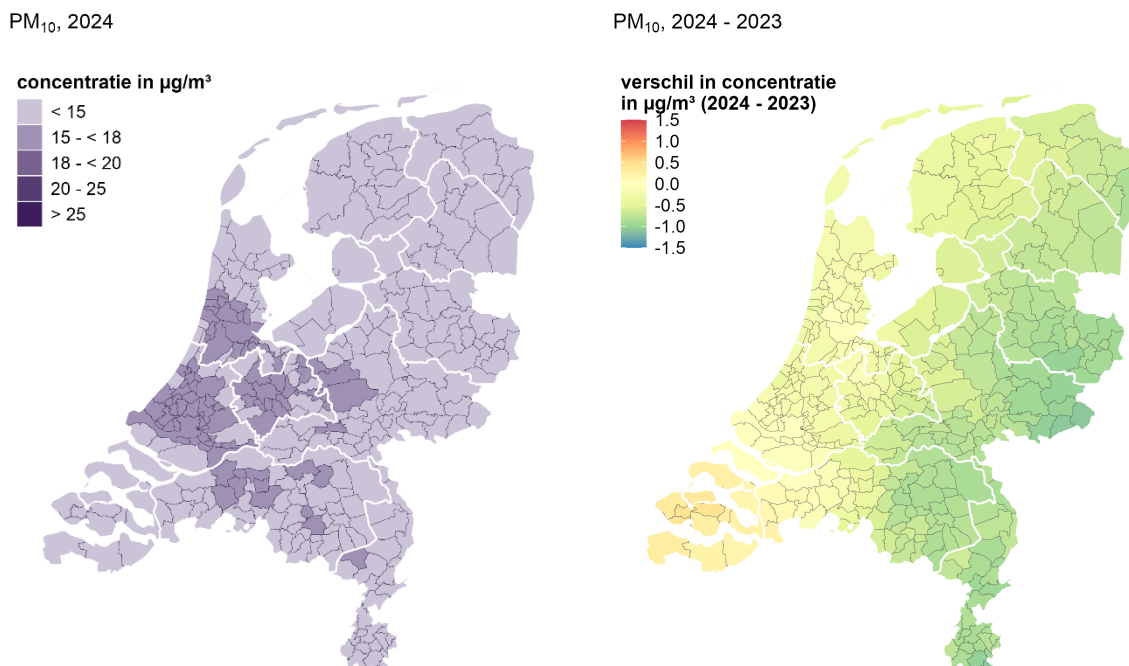 PM₁₀, 2024
concentratie in µg/m³
< 15
15 - < 18
18 - < 20
20 - 25
> 25
PM₁₀, 2024 - 2023
verschil in concentratie
in µg/m³ (2024 - 2023)
1.5
1.0
0.5
0.0
-0.5
-1.0
-1.5